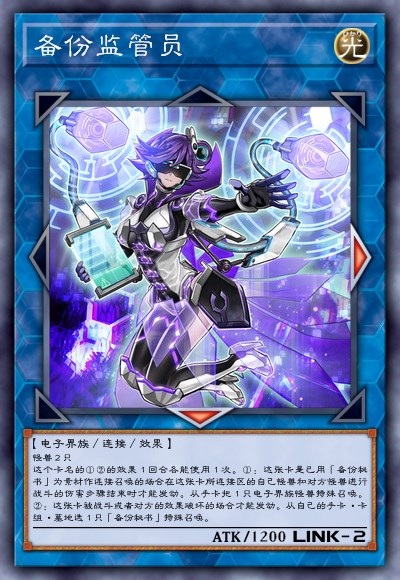 备份监管员
光
【电子界族/连接/效果】
怪兽2只
这个卡名的①②的效果1回合各能使用1次。①：这张卡是已用「备份秘书」为素材作连接召唤的场合在这张卡所连接区的自己怪兽和对方怪兽进行战斗的伤害步骤结束时才能发动。从手卡把1只电子界族怪兽特殊召唤。
②：这张卡被战斗或者对方的效果破坏的场合才能发动。从自己的手卡·卡组·墓地选1只「备份秘书」特殊召唤。
ATK/1200 LINK-2